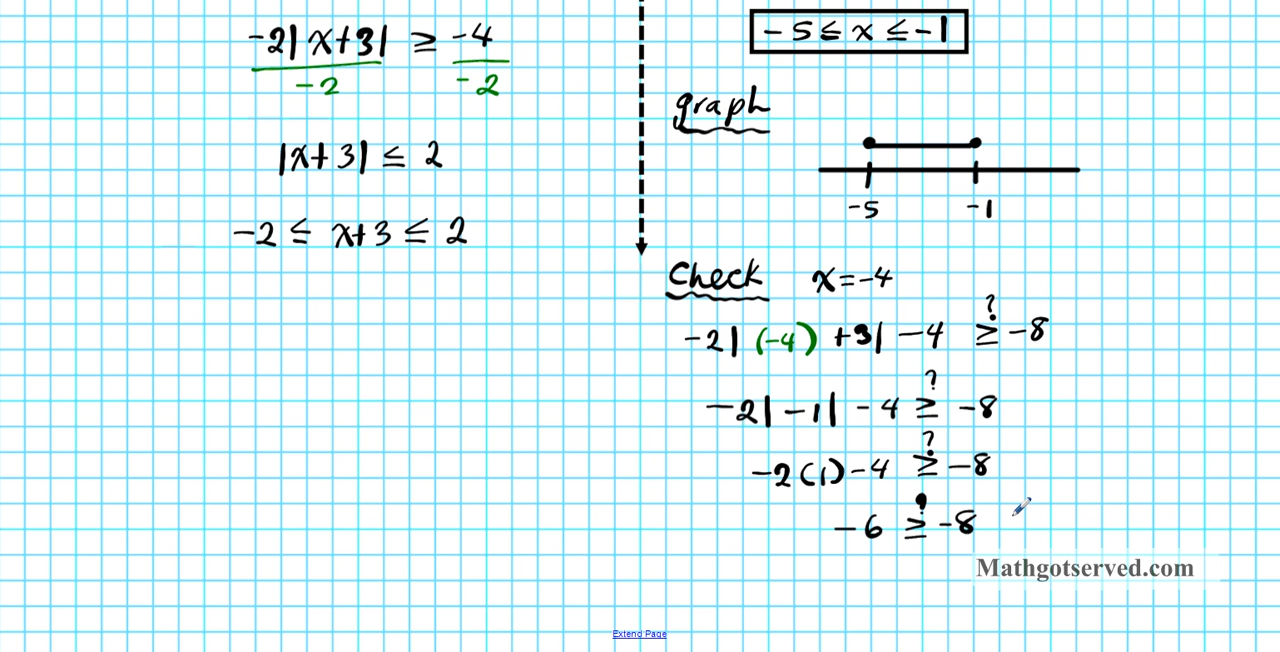 -2|x+3| ≥ -4
-2 -2
|x+3| ≤ 2
-2 ≤ x+3 ≤ 2
-5 ≤ x ≤ -1
graph
-5 -1
Check x=-4
-2|(-4)+3|-4 ≥? -8
-2|-1|-4 ≥? -8
-2(1)-4 ≥? -8
-6 ≥? -8
Mathgotserved.com
Extend Page